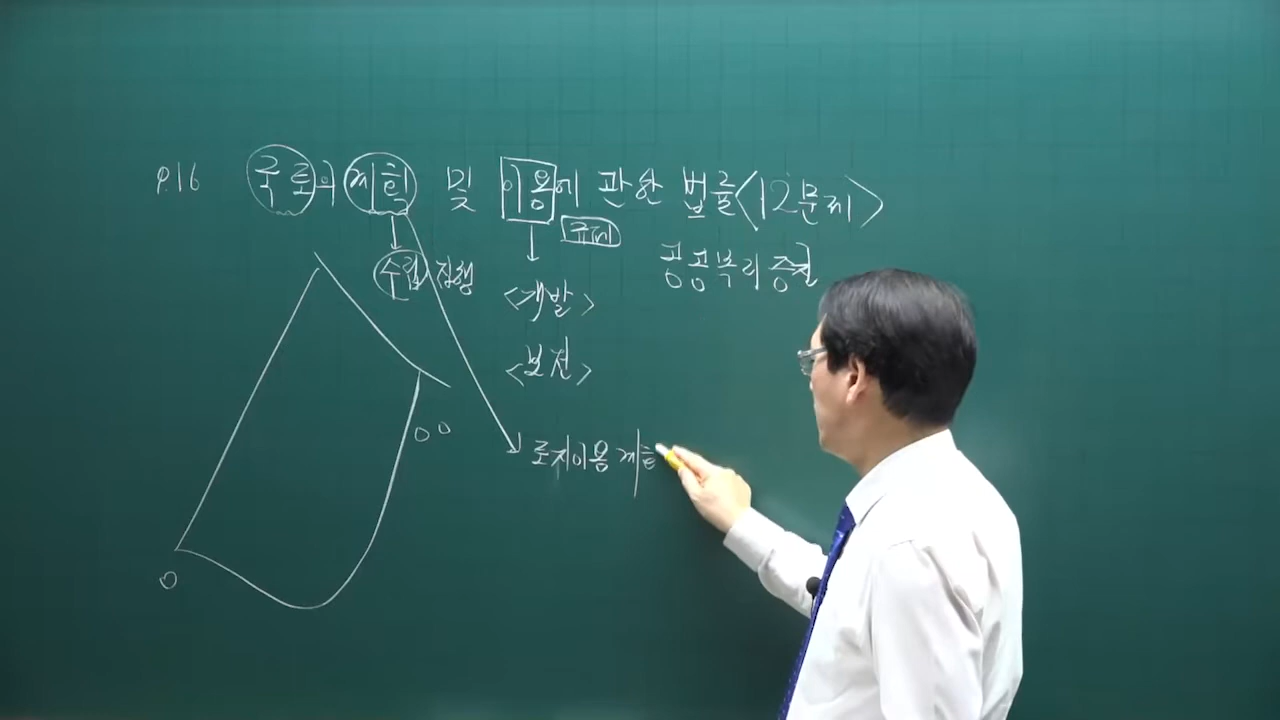 P.16 국토의 계획 및 이용에 관한 법률<12문제>
규제
공공복리증진
수립 집행
<개발>
<보전>
토지이용계획